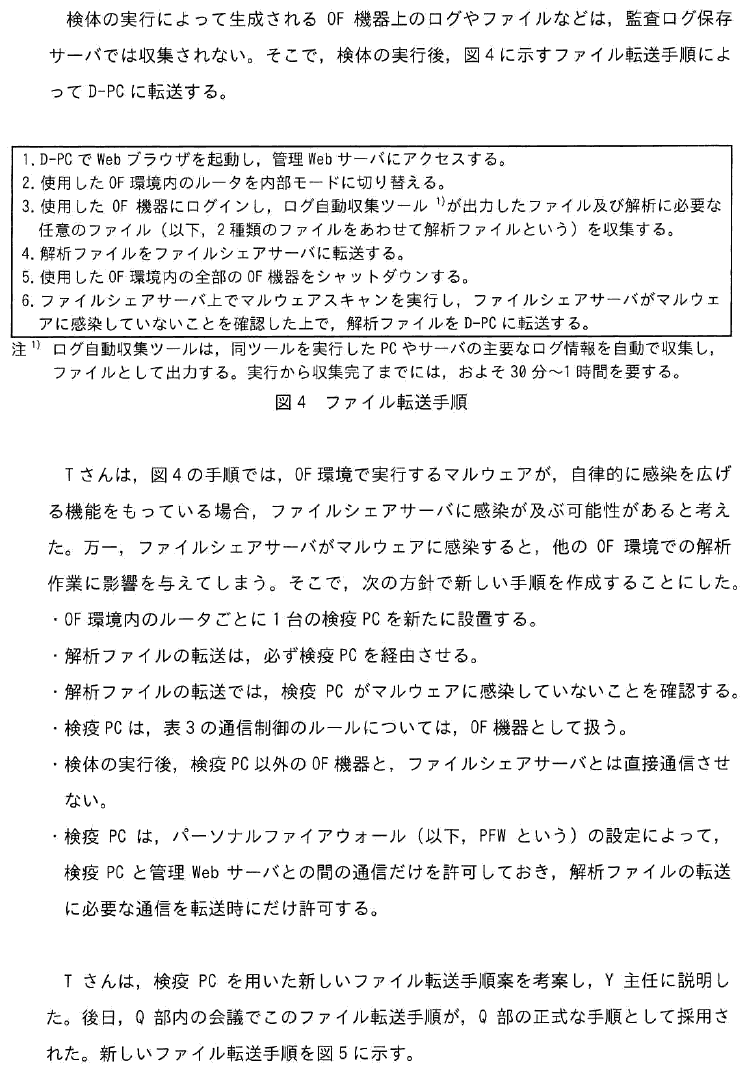 検体の実行によって生成される OF 機器上のログやファイルなどは，監査ログ保存
サーバでは収集されない。そこで，検体の実行後，図4に示すファイル転送手順によ
ってD-PCに転送する。
1. D-PCでWebブラウザを起動し，管理Webサーバにアクセスする。
2. 使用したOF環境内のルータを内部モードに切り替える。
3. 使用した OF 機器にログインし，ログ自動収集ツール 1)が出力したファイル及び解析に必要な
任意のファイル（以下，2種類のファイルをあわせて解析ファイルという）を収集する。
4. 解析ファイルをファイルシェアサーバに転送する。
5. 使用したOF環境内の全部のOF機器をシャットダウンする。
6. ファイルシェアサーバ上でマルウェアスキャンを実行し，ファイルシェアサーバがマルウェ
アに感染していないことを確認した上で，解析ファイルをD-PCに転送する。
注1) ログ自動収集ツールは，同ツールを実行したPCやサーバの主要なログ情報を自動で収集し，
ファイルとして出力する。実行から収集完了までには，およそ30分～1時間を要する。
図4 ファイル転送手順
Tさんは，図4の手順では，OF環境で実行するマルウェアが，自律的に感染を広げ
る機能をもっている場合，ファイルシェアサーバに感染が及ぶ可能性があると考え
た。万一，ファイルシェアサーバがマルウェアに感染すると，他の OF 環境での解析
作業に影響を与えてしまう。そこで，次の方針で新しい手順を作成することにした。
・OF環境内のルータごとに1台の検疫PCを新たに設置する。
・解析ファイルの転送は，必ず検疫PCを経由させる。
・解析ファイルの転送では，検疫 PC がマルウェアに感染していないことを確認する。
・検疫PCは，表3の通信制御のルールについては，OF機器として扱う。
・検体の実行後，検疫PC以外のOF機器と，ファイルシェアサーバとは直接通信させ
ない。
・検疫 PC は，パーソナルファイアウォール（以下，PFW という）の設定によって，
検疫 PC と管理 Web サーバとの間の通信だけを許可しておき，解析ファイルの転送
に必要な通信を転送時にだけ許可する。
Tさんは，検疫 PC を用いた新しいファイル転送手順案を考案し，Y 主任に説明し
た。後日，Q 部内の会議でこのファイル転送手順が，Q 部の正式な手順として採用さ
れた。新しいファイル転送手順を図5に示す。